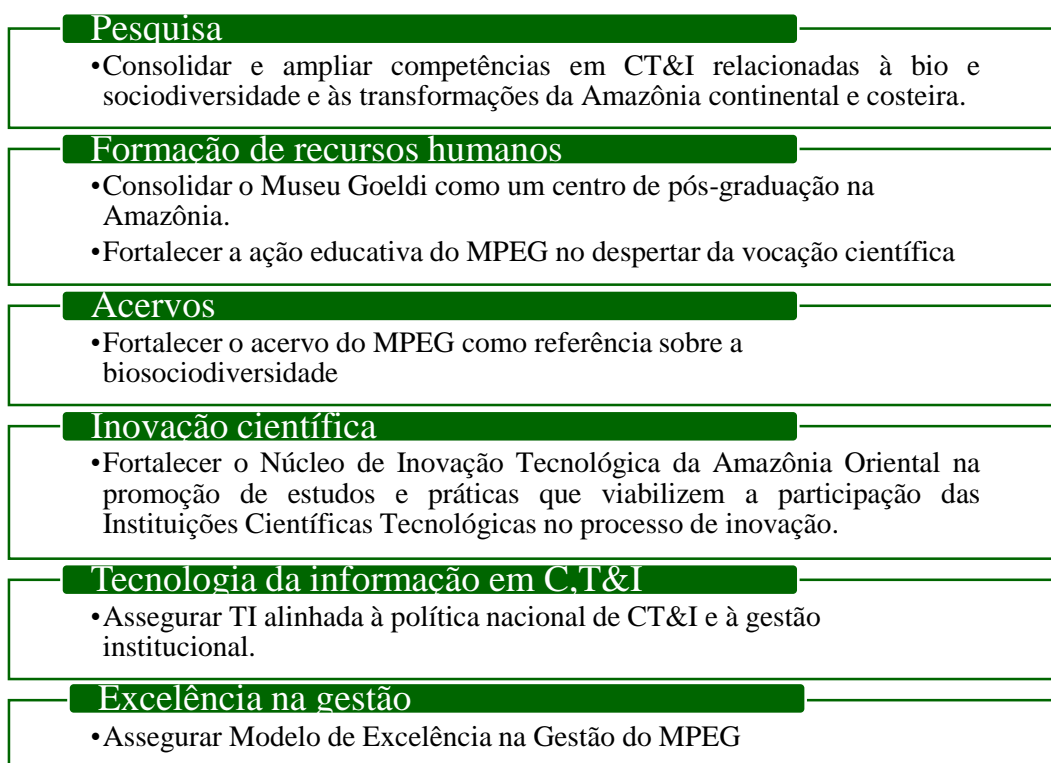 Pesquisa
•Consolidar e ampliar competências em CT&I relacionadas à bio e
sociodiversidade e às transformações da Amazônia continental e costeira.
Formação de recursos humanos
•Consolidar o Museu Goeldi como um centro de pós-graduação na
Amazônia.
•Fortalecer a ação educativa do MPEG no despertar da vocação científica
Acervos
•Fortalecer o acervo do MPEG como referência sobre a
biosociodiversidade
Inovação científica
•Fortalecer o Núcleo de Inovação Tecnológica da Amazônia Oriental na
promoção de estudos e práticas que viabilizem a participação das
Instituições Científicas Tecnológicas no processo de inovação.
Tecnologia da informação em C,T&I
•Assegurar TI alinhada à política nacional de CT&I e à gestão
institucional.
Excelência na gestão
•Assegurar Modelo de Excelência na Gestão do MPEG